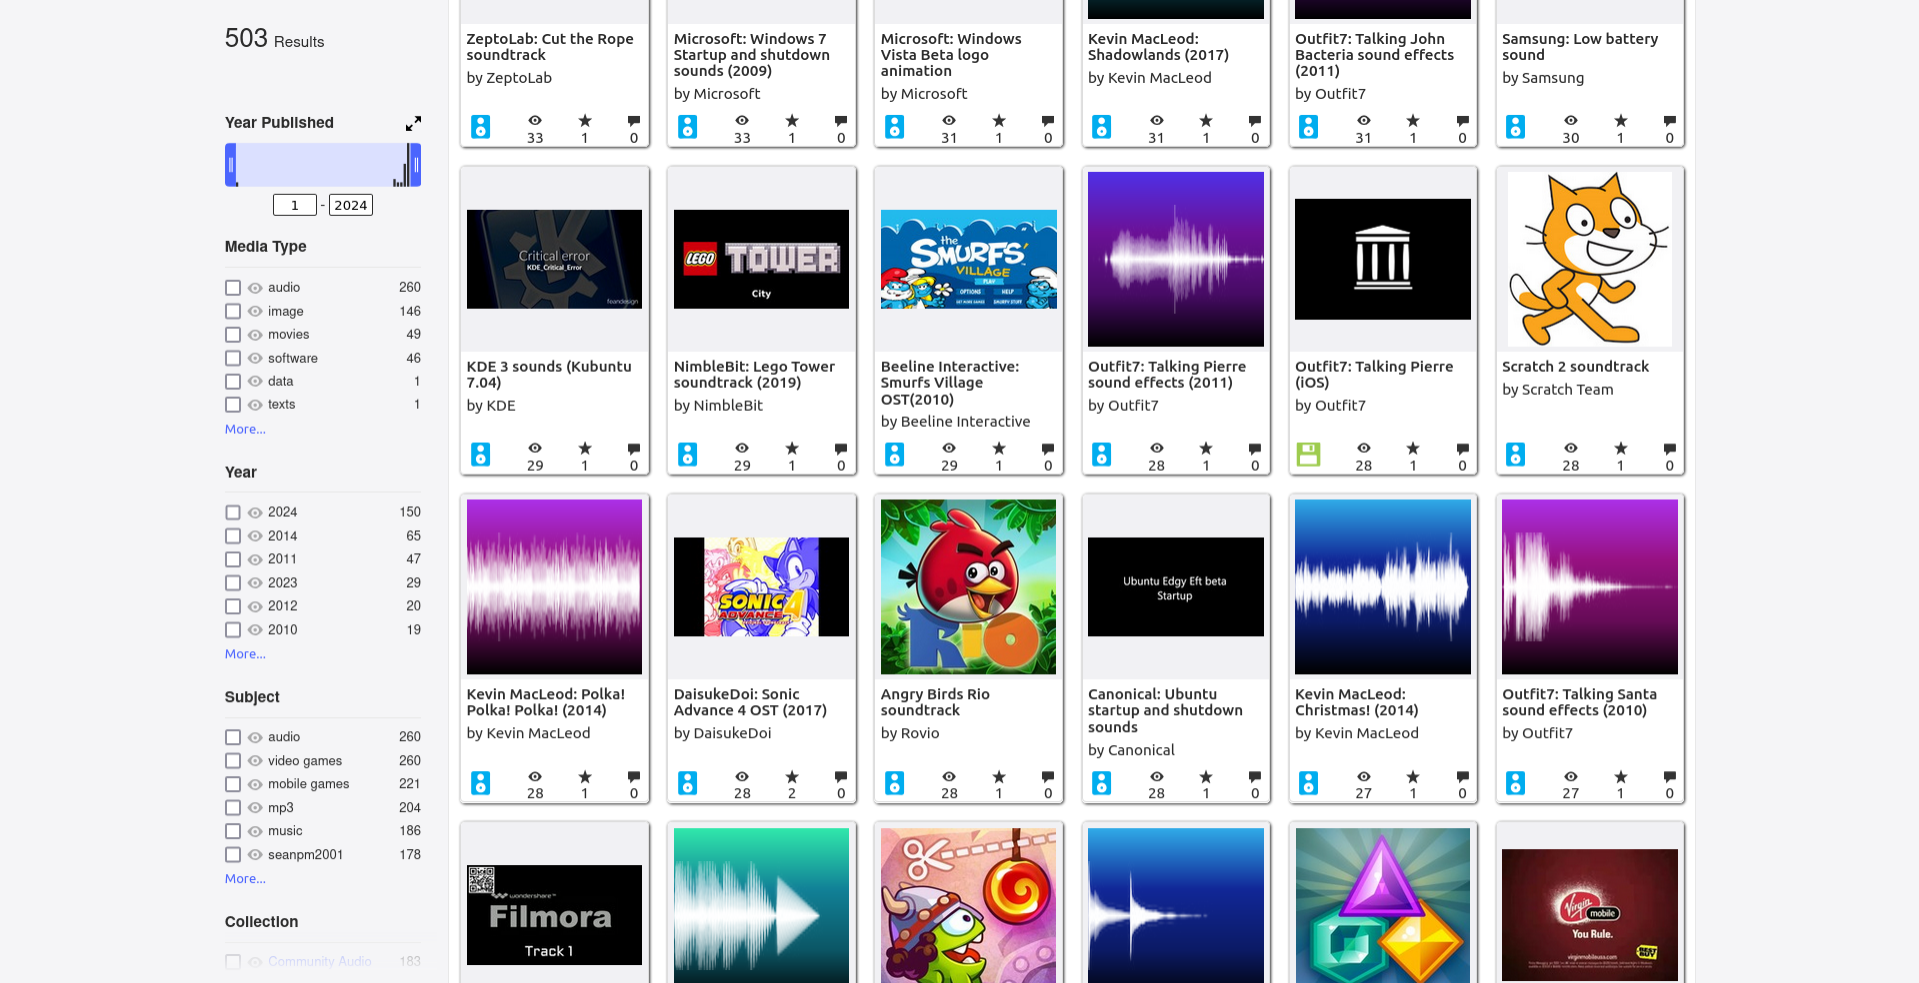 503 Results
Year Published
1 - 2024
Media Type
audio 260
image 146
movies 49
software 46
data 1
texts 1
More...
Year
2024 150
2014 65
2011 47
2023 29
2012 20
2010 19
More...
Subject
audio 260
video games 260
mobile games 221
mp3 204
music 186
seanpm2001 178
More...
Collection
Community Audio 183
ZeptoLab: Cut the Rope
soundtrack
by ZeptoLab
33 1 0
Microsoft: Windows 7
Startup and shutdown
sounds (2009)
by Microsoft
33 1 0
Microsoft: Windows
Vista Beta logo
animation
by Microsoft
31 1 0
Kevin MacLeod:
Shadowlands (2017)
by Kevin MacLeod
31 1 0
Outfit7: Talking John
Bacteria sound effects
(2011)
by Outfit7
31 1 0
Samsung: Low battery
sound
by Samsung
30 1 0
Critical error
KDE_Critical_Error
feandesign
KDE 3 sounds (Kubuntu
7.04)
by KDE
29 1 0
LEGO TOWER
City
NimbleBit: Lego Tower
soundtrack (2019)
by NimbleBit
29 1 0
the
SMURFS'
VILLAGE
PLAY
OPTIONS HELP
GET MORE GAMES SMURFY STUFF
Beeline Interactive:
Smurfs Village
OST(2010)
by Beeline Interactive
29 1 0
Outfit7: Talking Pierre
sound effects (2011)
by Outfit7
28 1 0
Outfit7: Talking Pierre
(iOS)
by Outfit7
28 1 0
Scratch 2 soundtrack
by Scratch Team
28 1 0
Kevin MacLeod: Polka!
Polka! Polka! (2014)
by Kevin MacLeod
28 1 0
SONIC
ADVANCE 4
DaisukeDoi: Sonic
Advance 4 OST (2017)
by DaisukeDoi
28 2 0
RIO
Angry Birds Rio
soundtrack
by Rovio
28 1 0
Ubuntu Edgy Eft beta
Startup
Canonical: Ubuntu
startup and shutdown
sounds
by Canonical
28 1 0
Kevin MacLeod:
Christmas! (2014)
by Kevin MacLeod
27 1 0
Outfit7: Talking Santa
sound effects (2010)
by Outfit7
27 1 0
wondershare™
Filmora
Track 1
Virgin
mobile
You Rule.
virginmobileusa.com
BEST
BUY